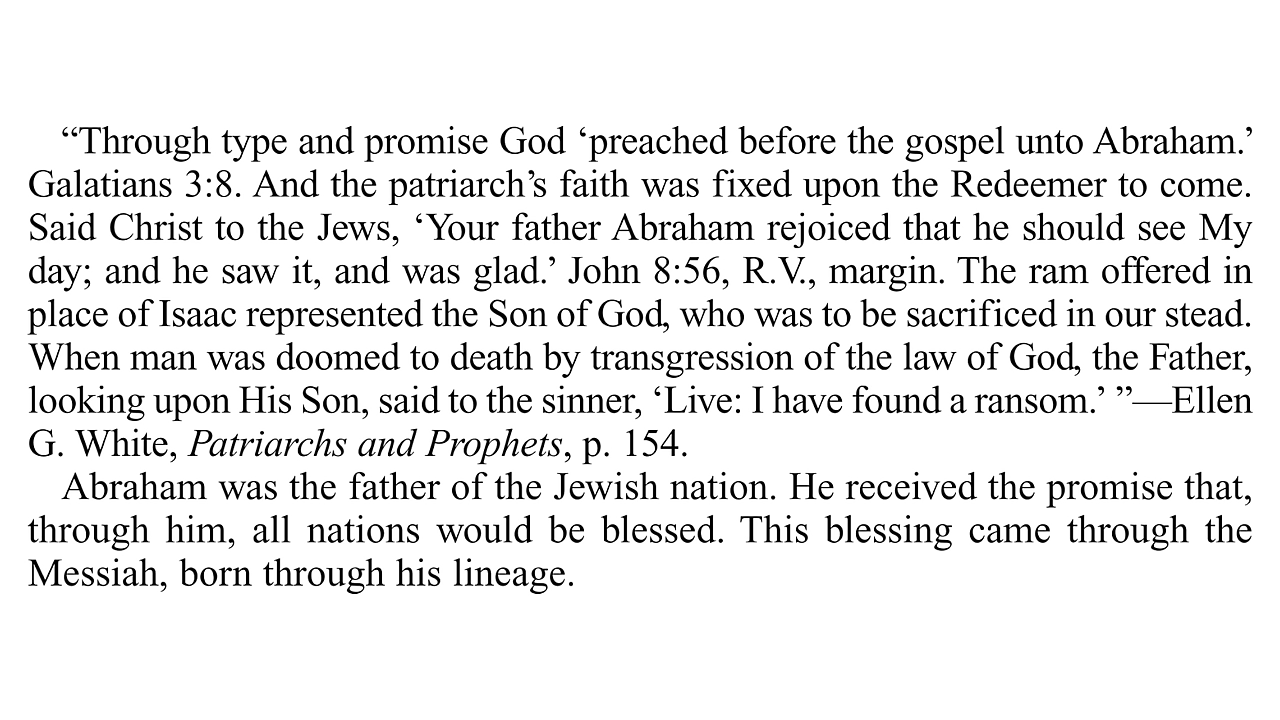 “Through type and promise God ‘preached before the gospel unto Abraham.’
Galatians 3:8. And the patriarch’s faith was fixed upon the Redeemer to come.
Said Christ to the Jews, ‘Your father Abraham rejoiced that he should see My
day; and he saw it, and was glad.’ John 8:56, R.V., margin. The ram offered in
place of Isaac represented the Son of God, who was to be sacrificed in our stead.
When man was doomed to death by transgression of the law of God, the Father,
looking upon His Son, said to the sinner, ‘Live: I have found a ransom.’ ”—Ellen
G. White, Patriarchs and Prophets, p. 154.
Abraham was the father of the Jewish nation. He received the promise that,
through him, all nations would be blessed. This blessing came through the
Messiah, born through his lineage.